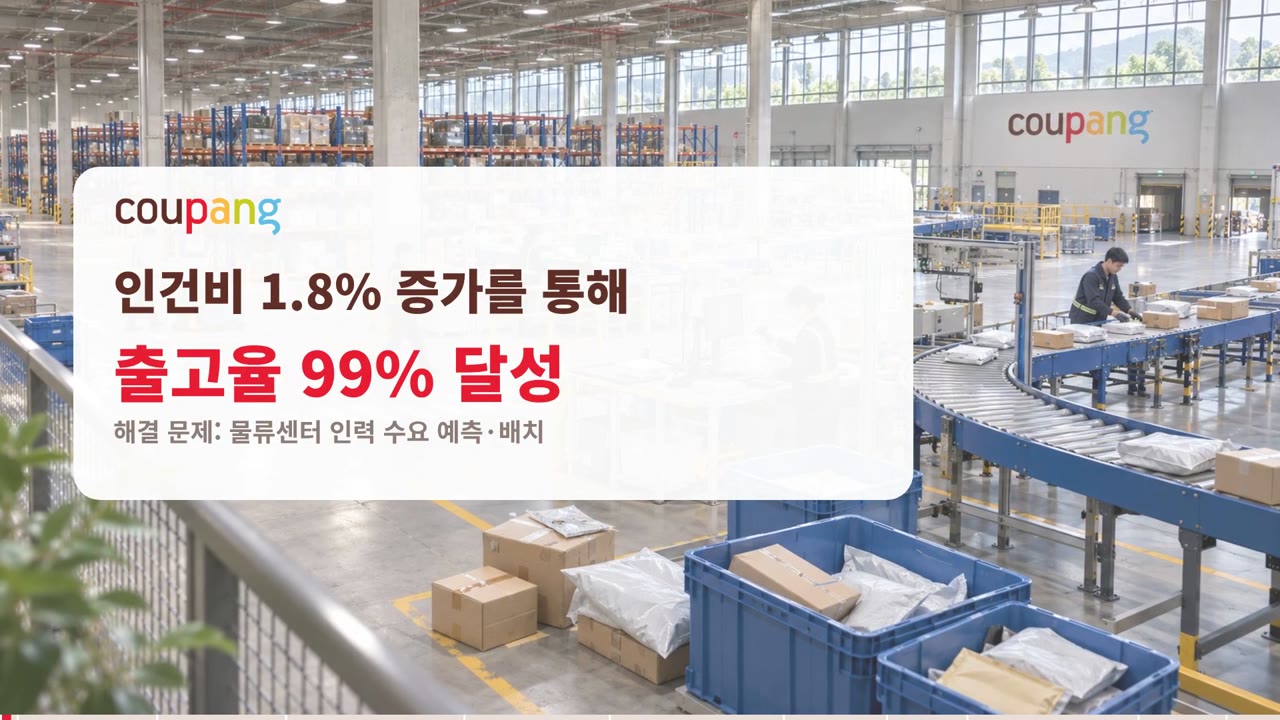 coupang
coupang
인건비 1.8% 증가를 통해
출고율 99% 달성
해결 문제: 물류센터 인력 수요 예측·배치